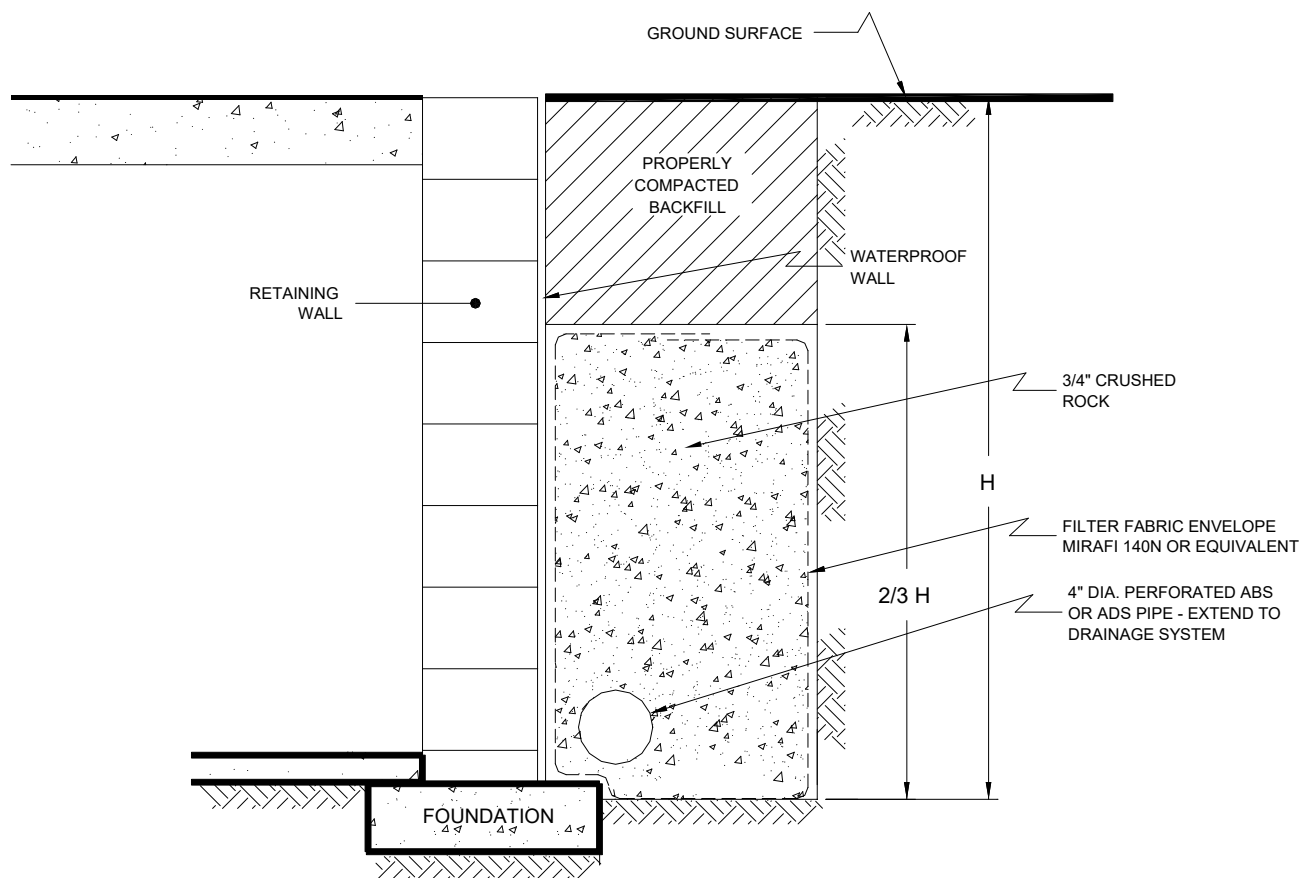 GROUND SURFACE
PROPERLY
COMPACTED
BACKFILL
WATERPROOF
WALL
RETAINING
WALL
3/4" CRUSHED
ROCK
H
FILTER FABRIC ENVELOPE
MIRAFI 140N OR EQUIVALENT
2/3 H
4" DIA. PERFORATED ABS
OR ADS PIPE - EXTEND TO
DRAINAGE SYSTEM
FOUNDATION